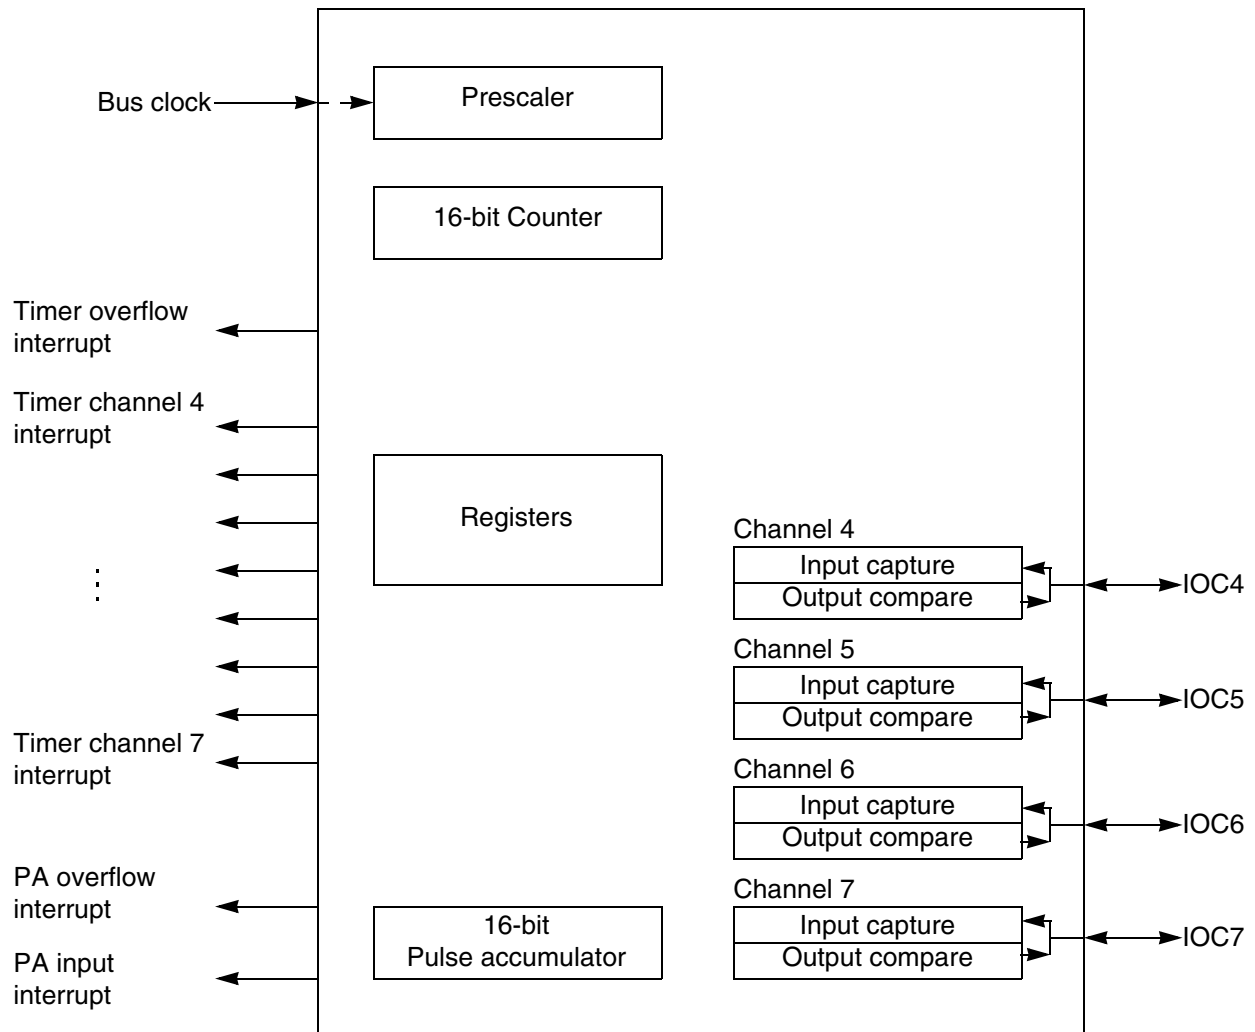 Bus clock
Prescaler
16-bit Counter
Timer overflow
interrupt
Timer channel 4
interrupt
Registers
Channel 4
Input capture
Output compare
IOC4
Channel 5
Input capture
Output compare
IOC5
Timer channel 7
interrupt
Channel 6
Input capture
Output compare
IOC6
PA overflow
interrupt
16-bit
Pulse accumulator
Channel 7
Input capture
Output compare
IOC7
PA input
interrupt